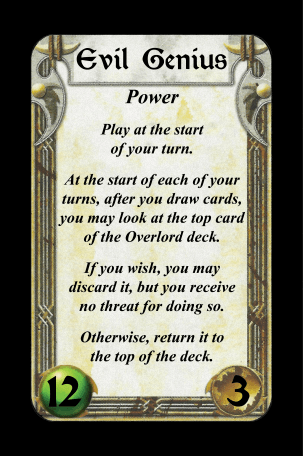 Evil Genius
Power
Play at the start
of your turn.
At the start of each of your
turns, after you draw cards,
you may look at the top card
of the Overlord deck.
If you wish, you may
discard it, but you receive
no threat for doing so.
Otherwise, return it to
the top of the deck.
12
3